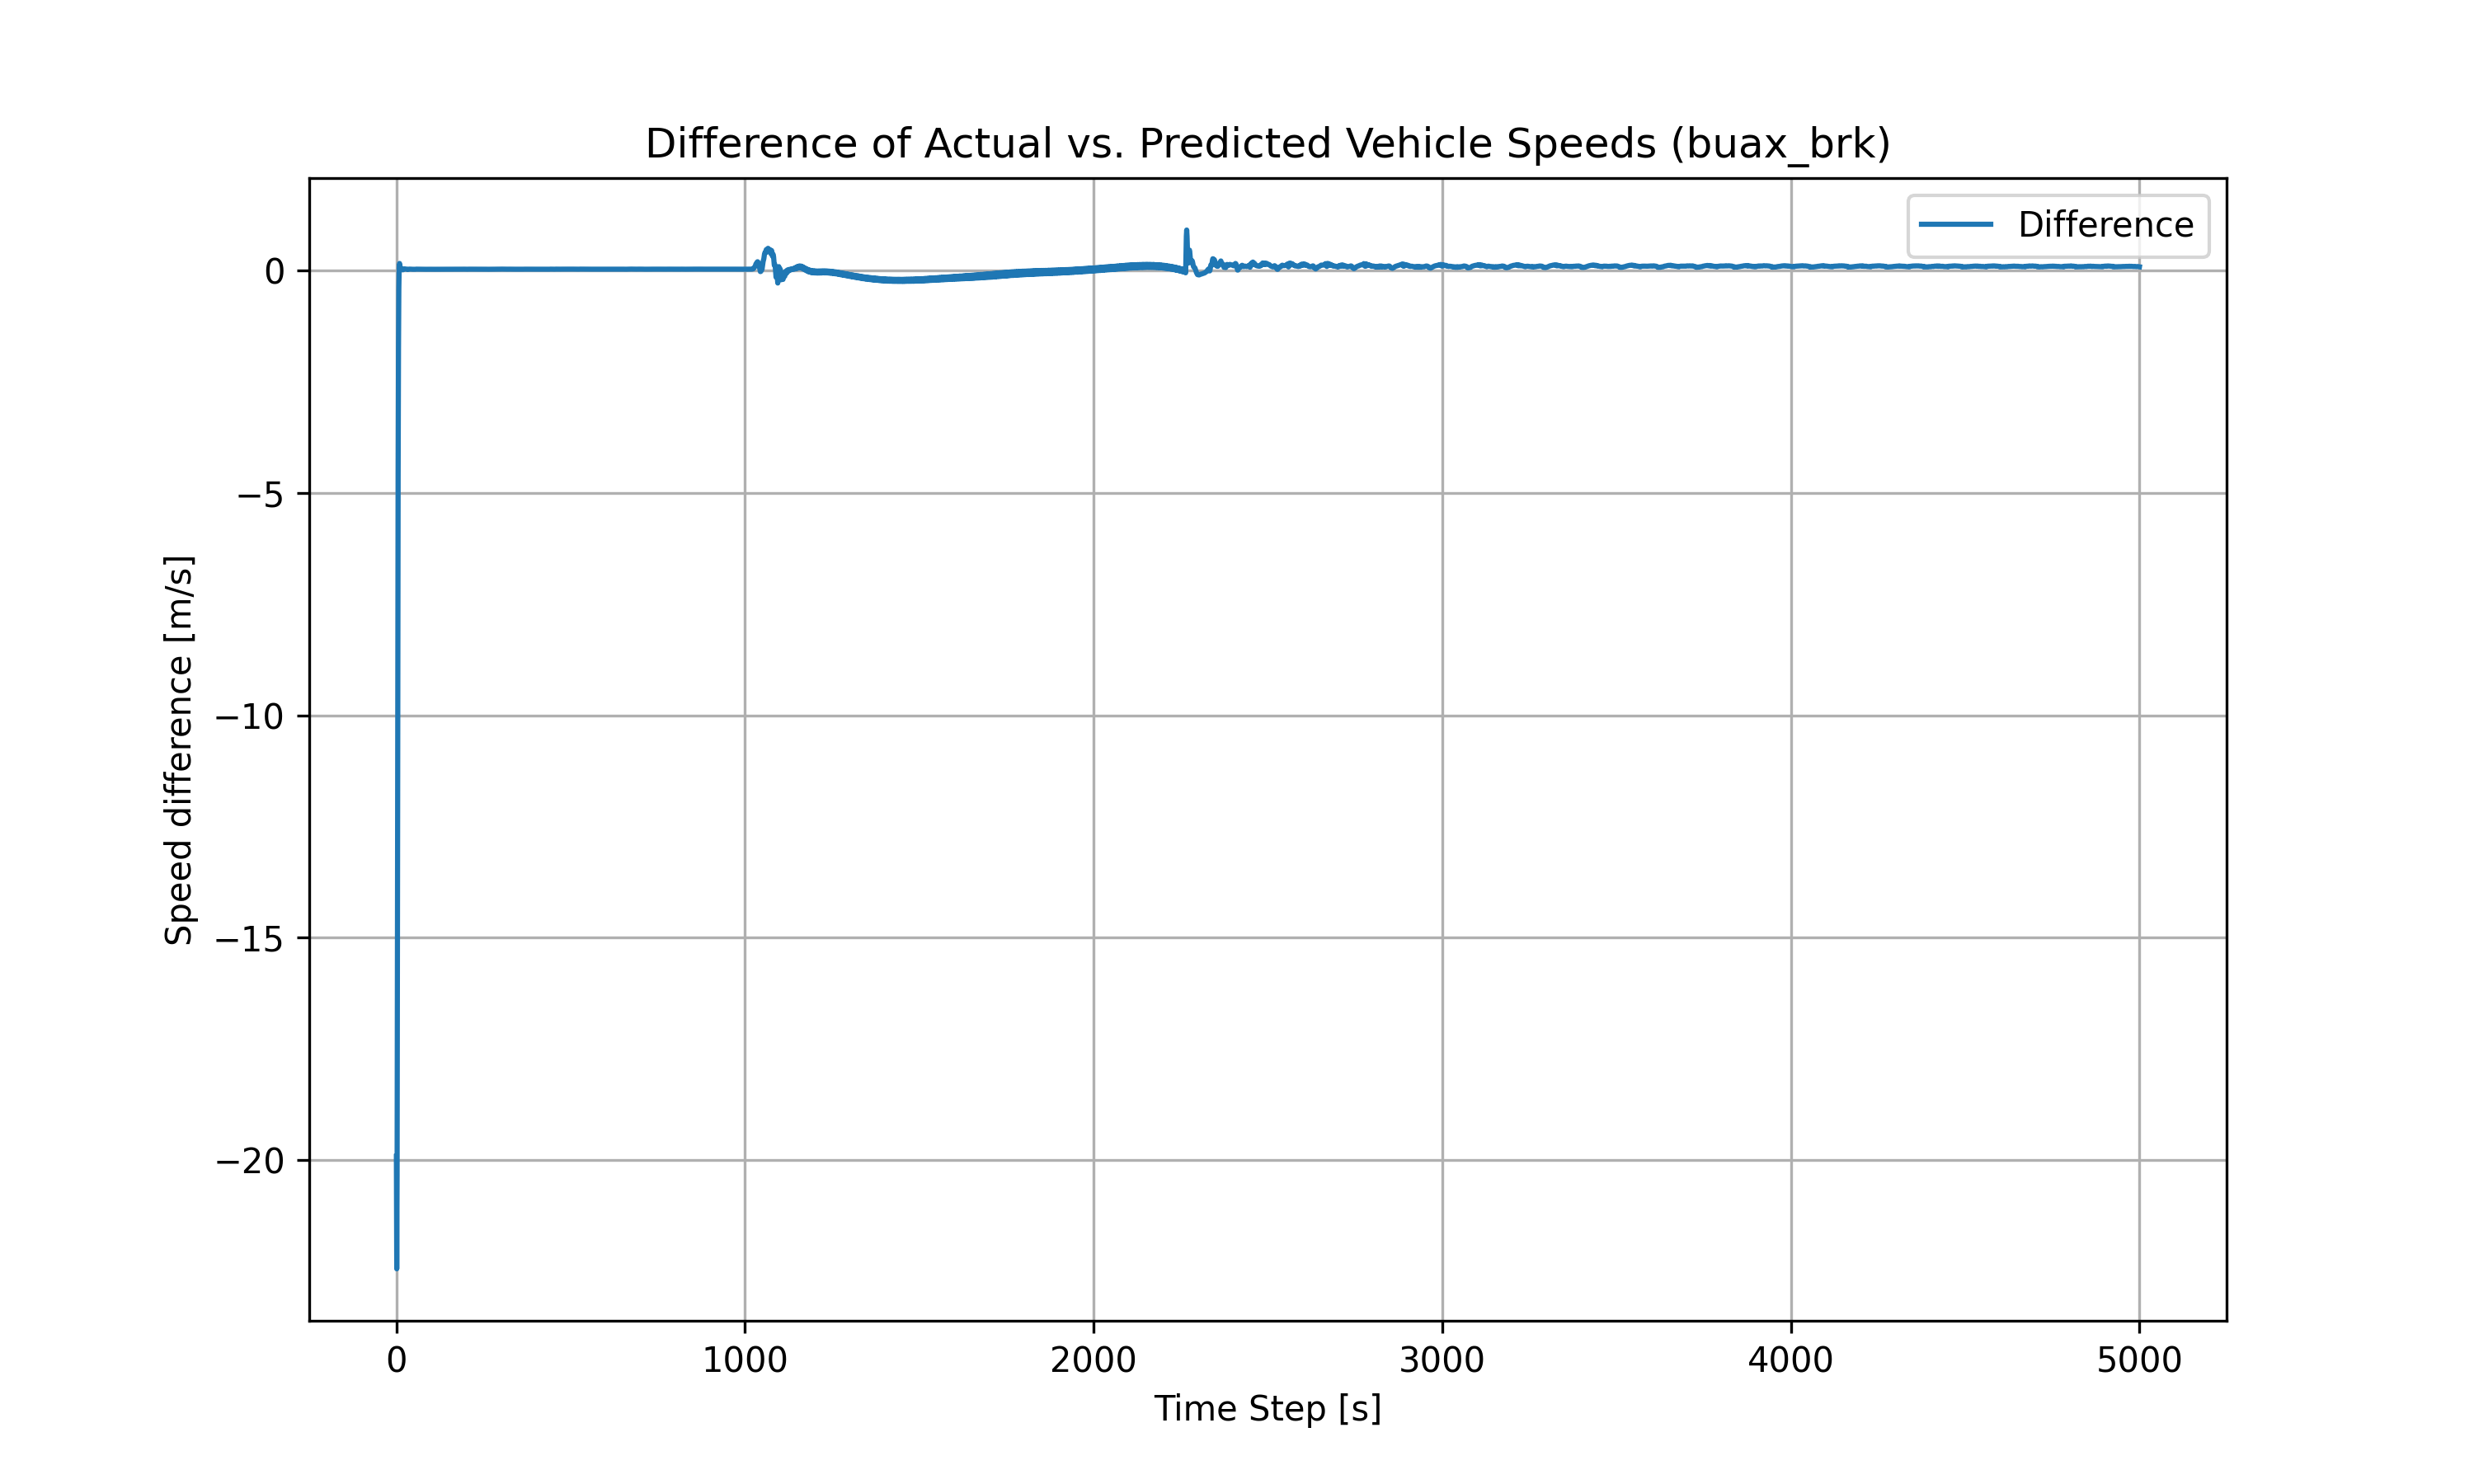 Difference of Actual vs. Predicted Vehicle Speeds (buax_brk)
Difference
0
−5
−10
−15
−20
Speed difference [m/s]
0 1000 2000 3000 4000 5000
Time Step [s]